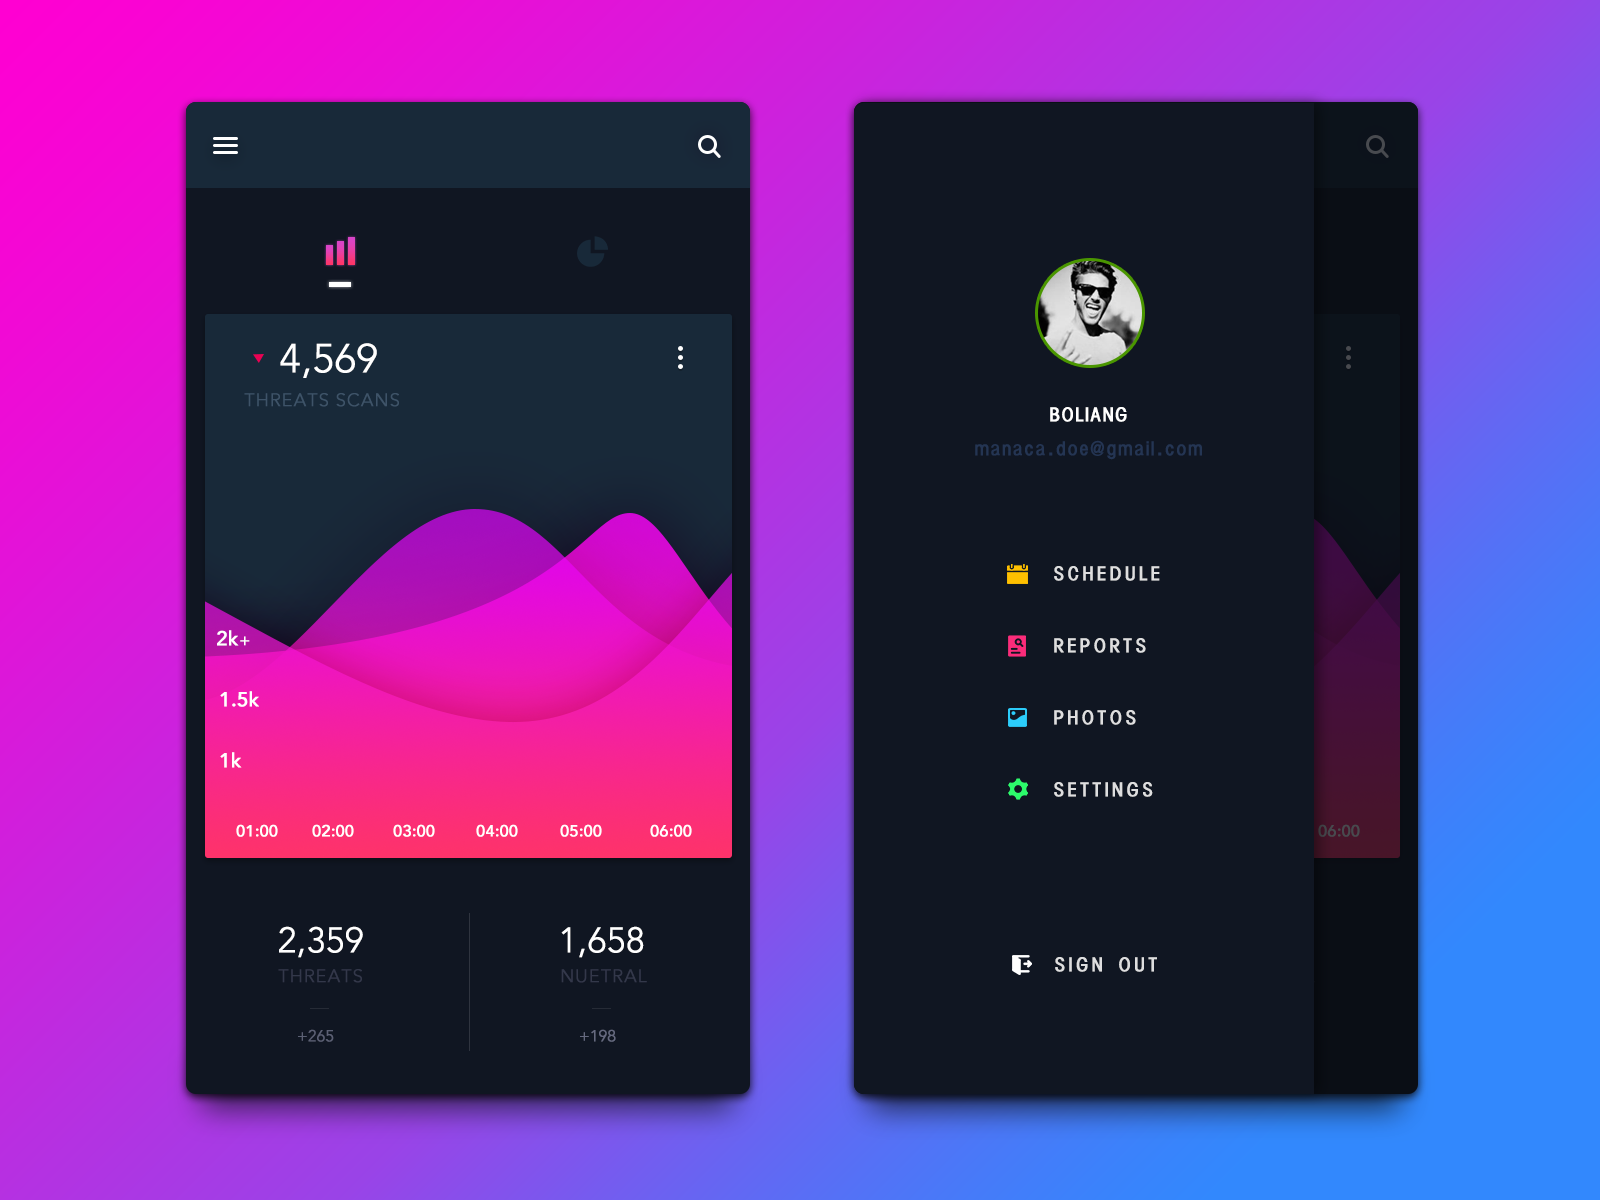 4,569
THREATS SCANS
2k+
1.5k
1k
01:00 02:00 03:00 04:00 05:00 06:00
2,359
THREATS
+265
1,658
NUETRAL
+198
BOLIANG
manaca.doe@gmail.com
SCHEDULE
REPORTS
PHOTOS
SETTINGS
SIGN OUT
06:00